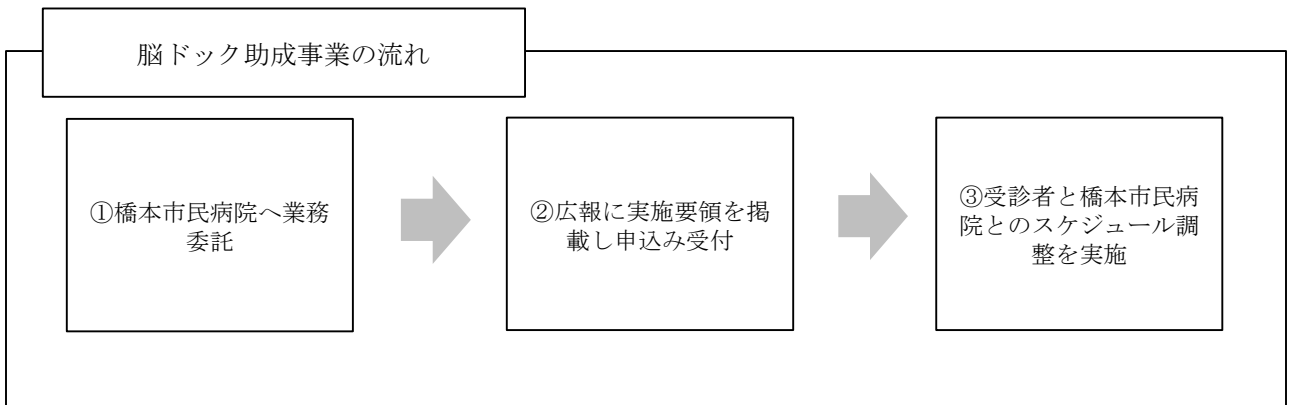 脳ドック助成事業の流れ
①橋本市民病院へ業務
委託
②広報に実施要領を掲
載し申込み受付
③受診者と橋本市民病
院とのスケジュール調
整を実施